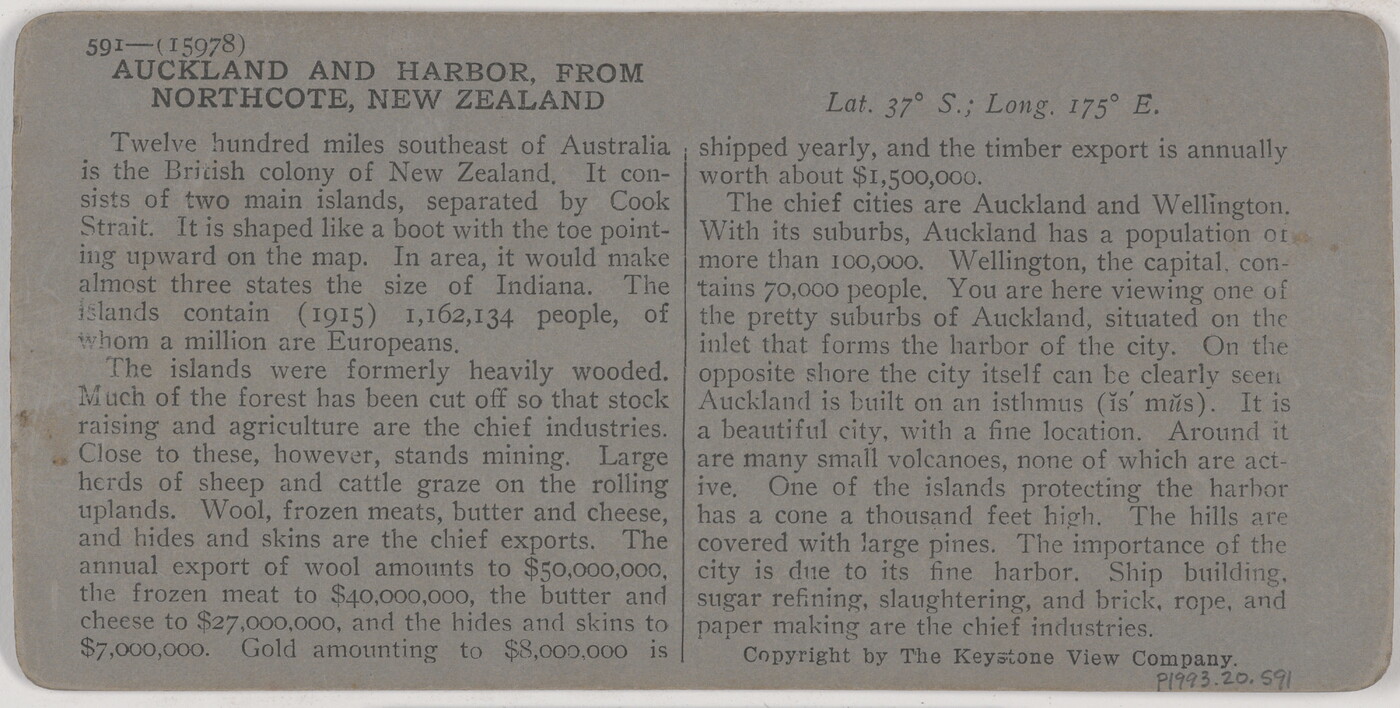 591—(15978)
AUCKLAND AND HARBOR, FROM
NORTHCOTE, NEW ZEALAND
Lat. 37° S.; Long. 175° E.
Twelve hundred miles southeast of Australia
is the British colony of New Zealand. It con-
sists of two main islands, separated by Cook
Strait. It is shaped like a boot with the toe point-
ing upward on the map. In area, it would make
almost three states the size of Indiana. The
islands contain (1915) 1,162,134 people, of
whom a million are Europeans.
The islands were formerly heavily wooded.
Much of the forest has been cut off so that stock
raising and agriculture are the chief industries.
Close to these, however, stands mining. Large
herds of sheep and cattle graze on the rolling
uplands. Wool, frozen meats, butter and cheese,
and hides and skins are the chief exports. The
annual export of wool amounts to $50,000,000,
the frozen meat to $40,000,000, the butter and
cheese to $27,000,000, and the hides and skins to
$7,000,000. Gold amounting to $8,000,000 is
shipped yearly, and the timber export is annually
worth about $1,500,000.
The chief cities are Auckland and Wellington.
With its suburbs, Auckland has a population of
more than 100,000. Wellington, the capital, con-
tains 70,000 people. You are here viewing one of
the pretty suburbs of Auckland, situated on the
inlet that forms the harbor of the city. On the
opposite shore the city itself can be clearly seen
Auckland is built on an isthmus (ĭs′ mŭs). It is
a beautiful city, with a fine location. Around it
are many small volcanoes, none of which are act-
ive. One of the islands protecting the harbor
has a cone a thousand feet high. The hills are
covered with large pines. The importance of the
city is due to its fine harbor. Ship building,
sugar refining, slaughtering, and brick, rope, and
paper making are the chief industries.
Copyright by The Keystone View Company.
P1993.20.591